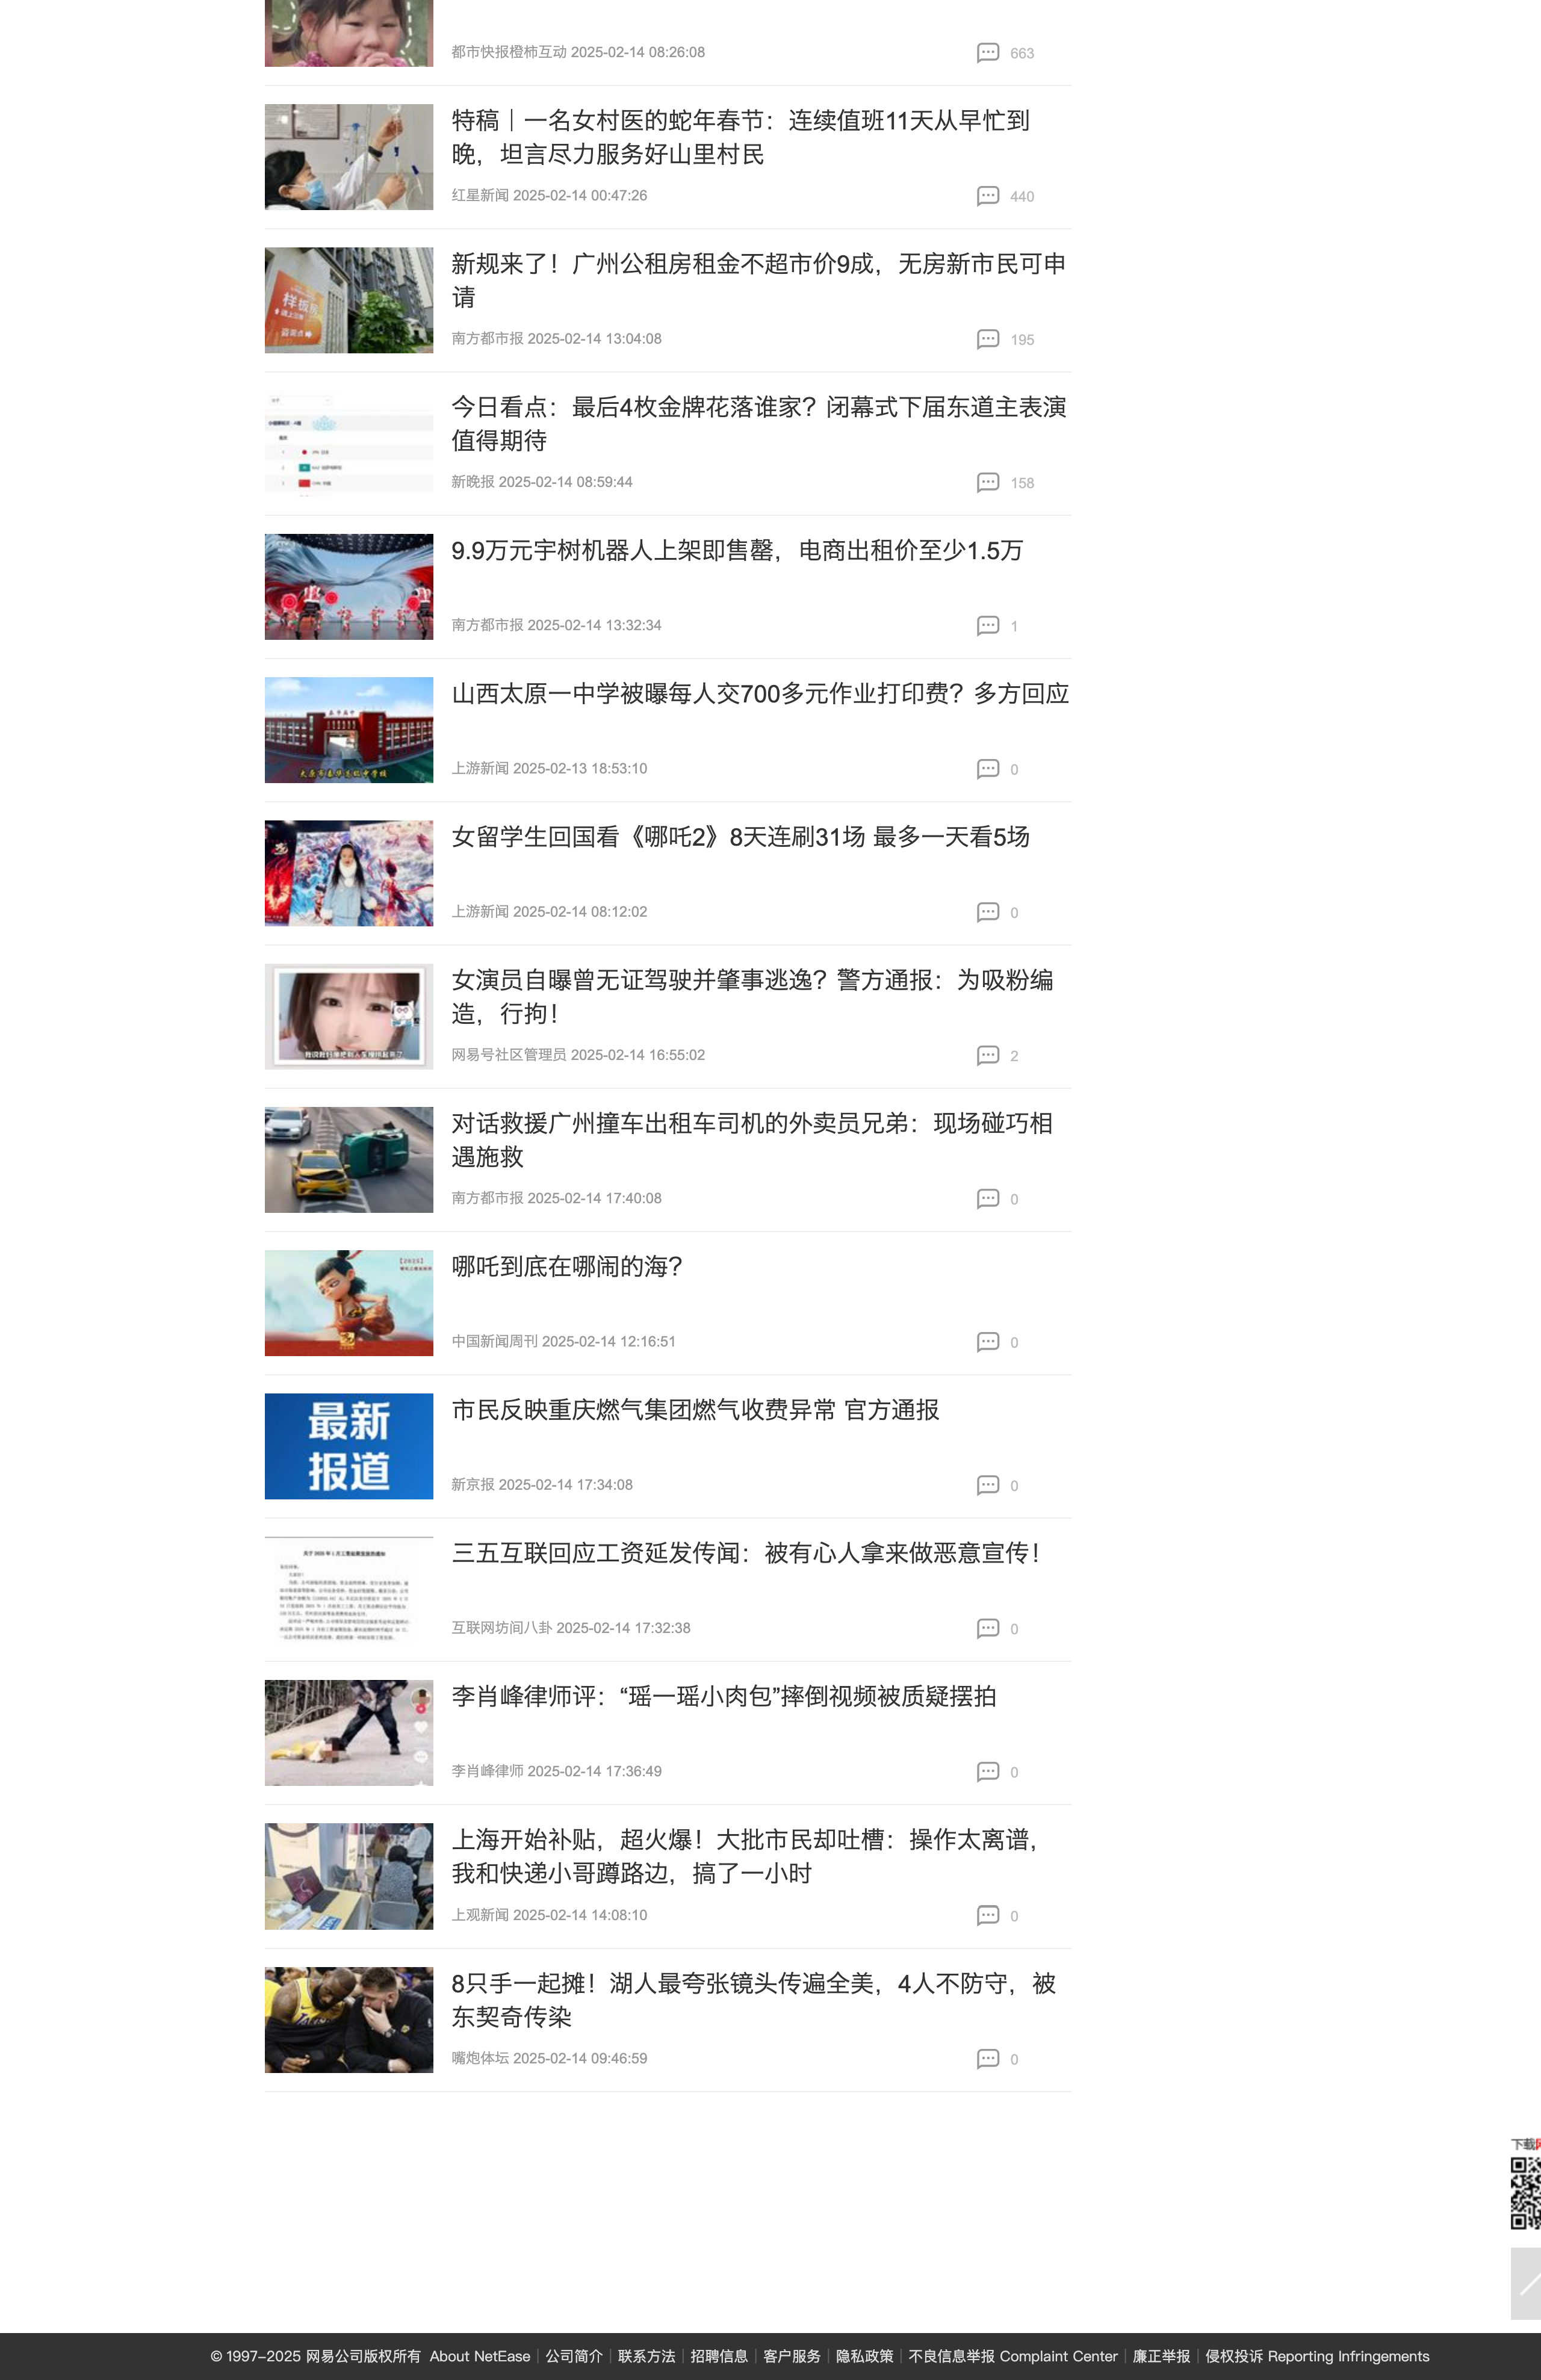 都市快报橙柿互动 2025-02-14 08:26:08
663
特稿｜一名女村医的蛇年春节：连续值班11天从早忙到
晚，坦言尽力服务好山里村民
红星新闻 2025-02-14 00:47:26
440
样板房
新规来了！广州公租房租金不超市价9成，无房新市民可申
请
南方都市报 2025-02-14 13:04:08
195
今日看点：最后4枚金牌花落谁家？闭幕式下届东道主表演
值得期待
新晚报 2025-02-14 08:59:44
158
9.9万元宇树机器人上架即售罄，电商出租价至少1.5万
南方都市报 2025-02-14 13:32:34
1
山西太原一中学被曝每人交700多元作业打印费？多方回应
上游新闻 2025-02-13 18:53:10
0
女留学生回国看《哪吒2》8天连刷31场 最多一天看5场
上游新闻 2025-02-14 08:12:02
0
女演员自曝曾无证驾驶并肇事逃逸？警方通报：为吸粉编
造，行拘！
网易号社区管理员 2025-02-14 16:55:02
2
对话救援广州撞车出租车司机的外卖员兄弟：现场碰巧相
遇施救
南方都市报 2025-02-14 17:40:08
0
哪吒到底在哪闹的海？
中国新闻周刊 2025-02-14 12:16:51
0
最新
报道
市民反映重庆燃气集团燃气收费异常 官方通报
新京报 2025-02-14 17:34:08
0
三五互联回应工资延发传闻：被有心人拿来做恶意宣传！
互联网坊间八卦 2025-02-14 17:32:38
0
李肖峰律师评：“瑶一瑶小肉包”摔倒视频被质疑摆拍
李肖峰律师 2025-02-14 17:36:49
0
上海开始补贴，超火爆！大批市民却吐槽：操作太离谱，
我和快递小哥蹲路边，搞了一小时
上观新闻 2025-02-14 14:08:10
0
8只手一起摊！湖人最夸张镜头传遍全美，4人不防守，被
东契奇传染
嘴炮体坛 2025-02-14 09:46:59
0
下载
© 1997-2025 网易公司版权所有 About NetEase | 公司简介 | 联系方法 | 招聘信息 | 客户服务 | 隐私政策 | 不良信息举报 Complaint Center | 廉正举报 | 侵权投诉 Reporting Infringements